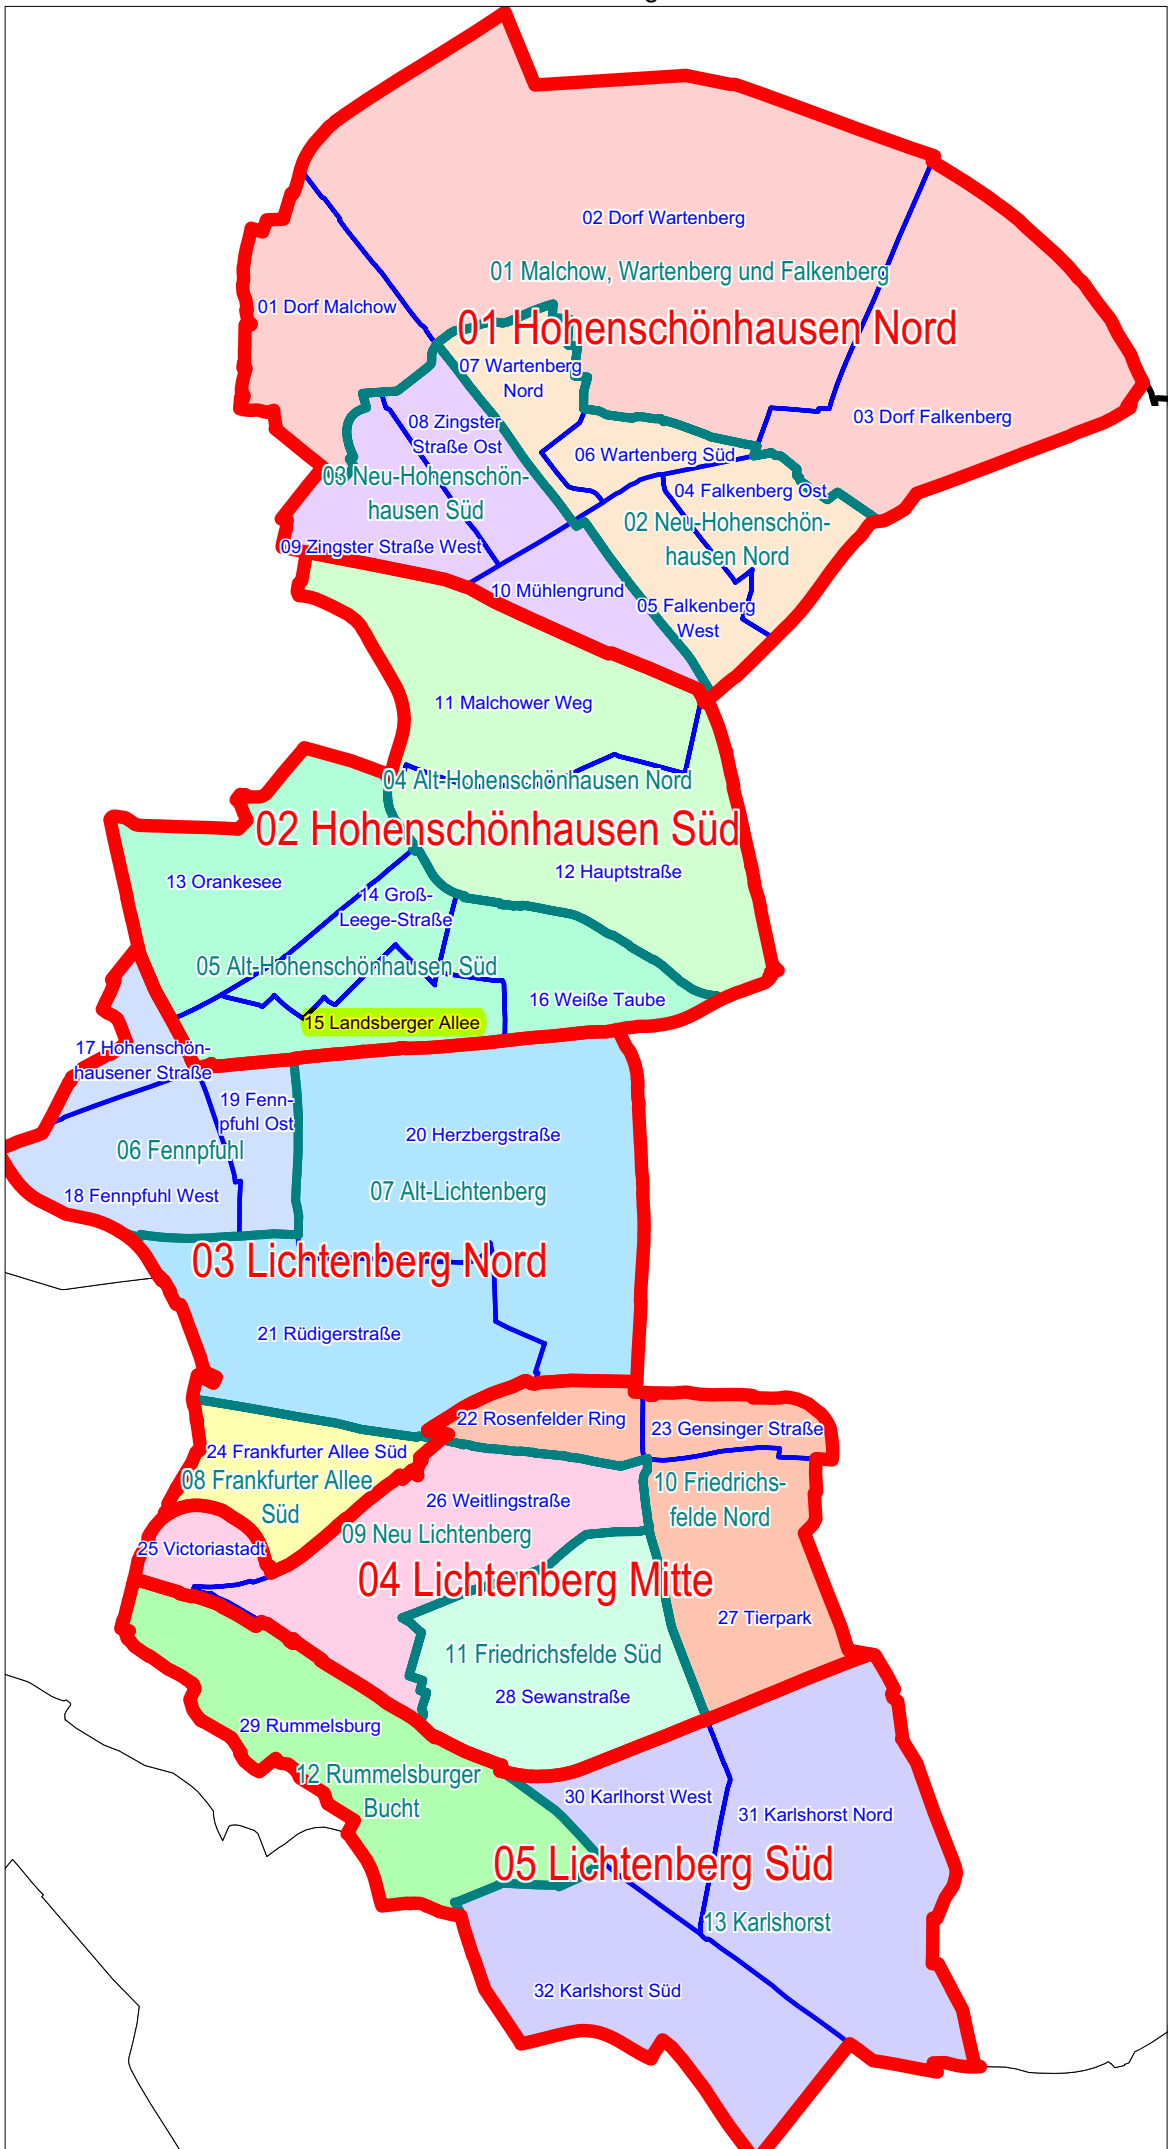 02 Dorf Wartenberg
01 Malchow, Wartenberg und Falkenberg
01 Dorf Malchow
01 Hohenschönhausen Nord
07 Wartenberg
Nord
03 Dorf Falkenberg
08 Zingster
Straße Ost
06 Wartenberg Süd
03 Neu-Hohenschön-
hausen Süd
04 Falkenberg Ost
02 Neu-Hohenschön-
hausen Nord
09 Zingster Straße West
10 Mühlengrund
05 Falkenberg
West
11 Malchower Weg
04 Alt-Hohenschönhausen Nord
02 Hohenschönhausen Süd
12 Hauptstraße
13 Orankesee
14 Groß-
Leege-Straße
05 Alt-Hohenschönhausen Süd
16 Weiße Taube
15 Landsberger Allee
17 Hohenschön-
hausener Straße
19 Fenn-
pfuhl Ost
20 Herzbergstraße
06 Fennpfuhl
18 Fennpfuhl West
07 Alt-Lichtenberg
03 Lichtenberg Nord
21 Rüdigerstraße
22 Rosenfelder Ring
23 Gensinger Straße
24 Frankfurter Allee Süd
08 Frankfurter Allee
Süd
10 Friedrichs-
felde Nord
26 Weitlingstraße
09 Neu Lichtenberg
25 Victoriastadt
04 Lichtenberg Mitte
27 Tierpark
11 Friedrichsfelde Süd
28 Sewanstraße
29 Rummelsburg
12 Rummelsburger
Bucht
30 Karlhorst West
31 Karlshorst Nord
05 Lichtenberg Süd
13 Karlshorst
32 Karlshorst Süd